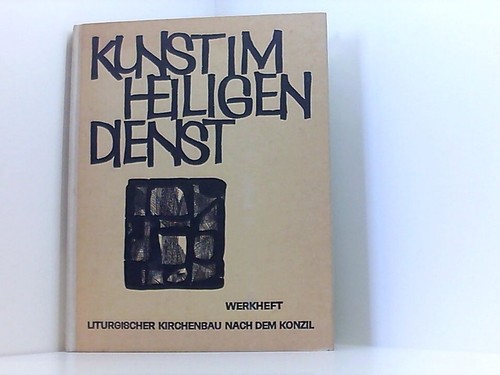 KUNST IM
HEILIGEN
DIENST
WERKHEFT
LITURGISCHER KIRCHENBAU NACH DEM KONZIL